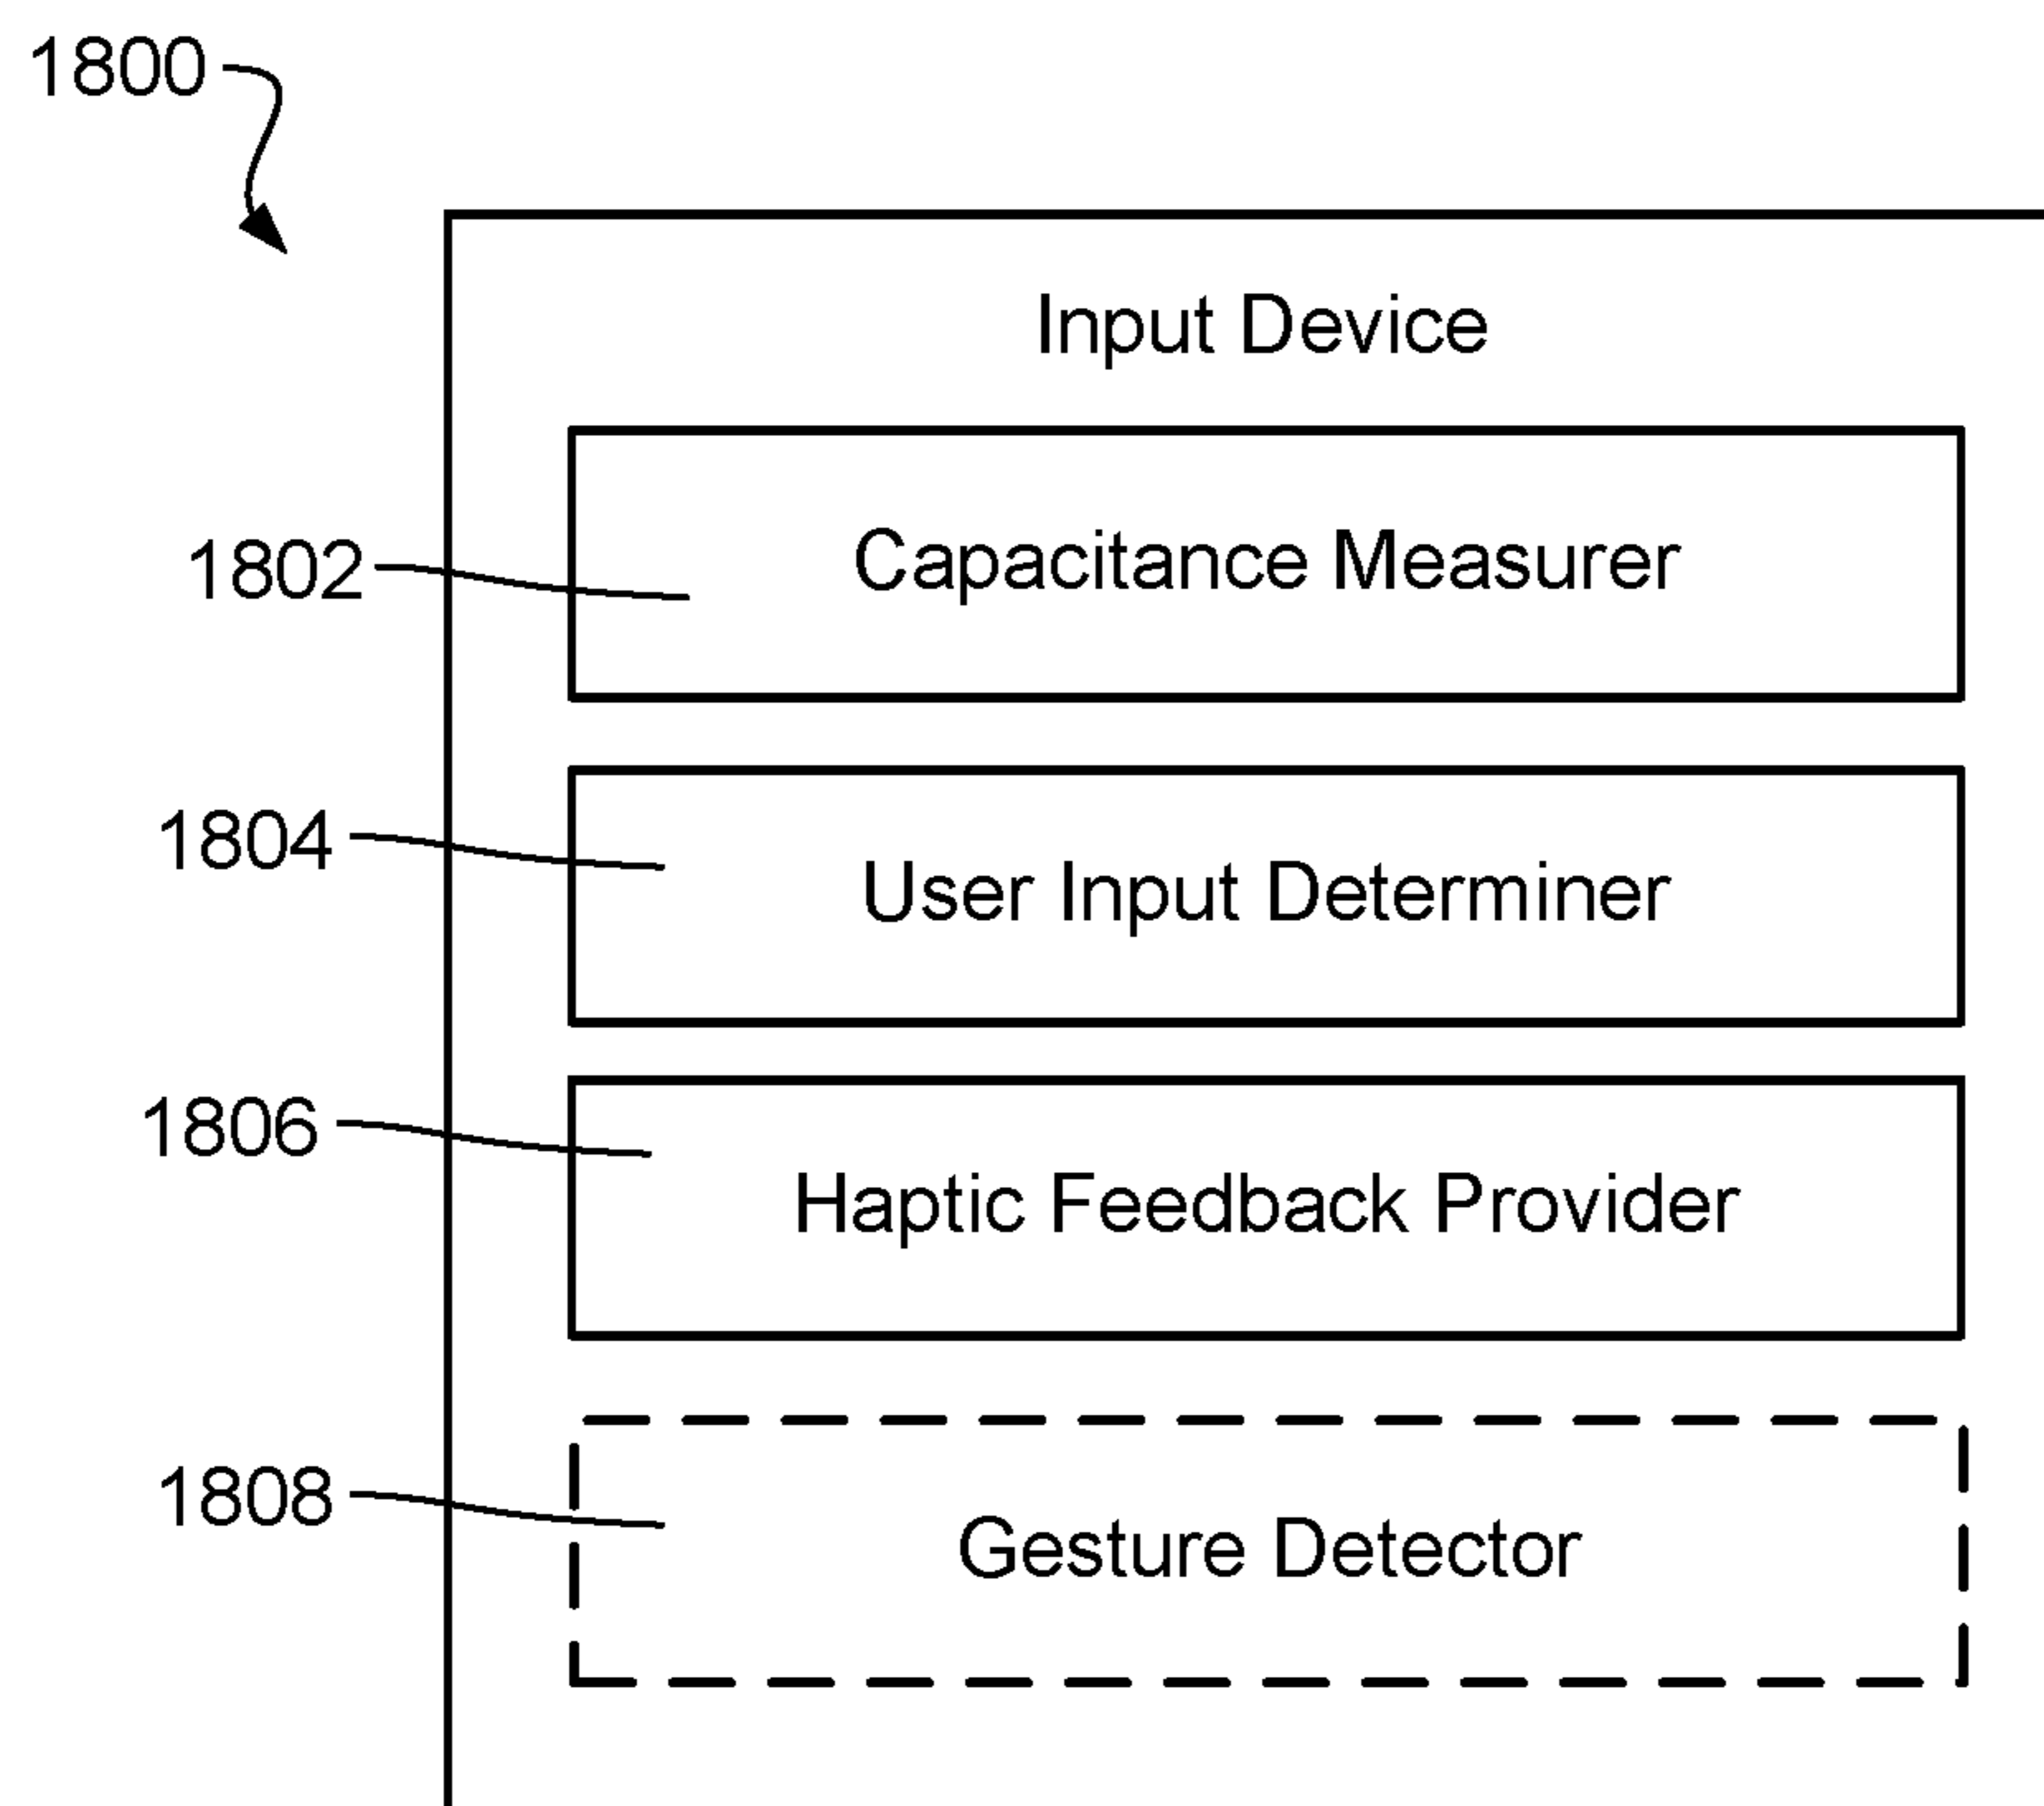 1800
Input Device
1802 Capacitance Measurer
1804 User Input Determiner
1806 Haptic Feedback Provider
1808 Gesture Detector